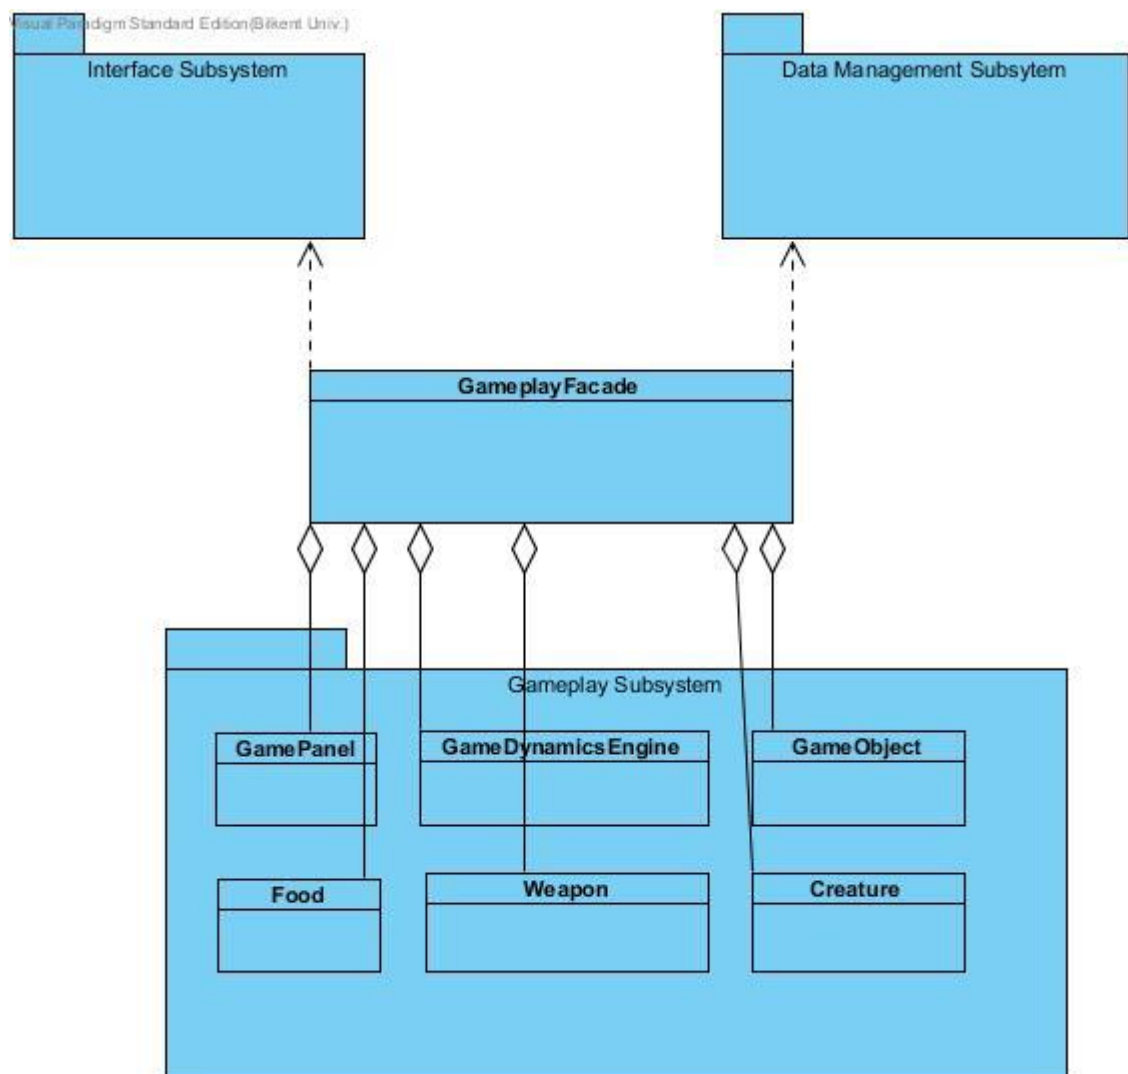 Visual Paradigm Standard Edition(Bilkent Univ.)
Interface Subsystem
Data Management Subsytem
GameplayFacade
Gameplay Subsystem
GamePanel
GameDynamicsEngine
GameObject
Food
Weapon
Creature